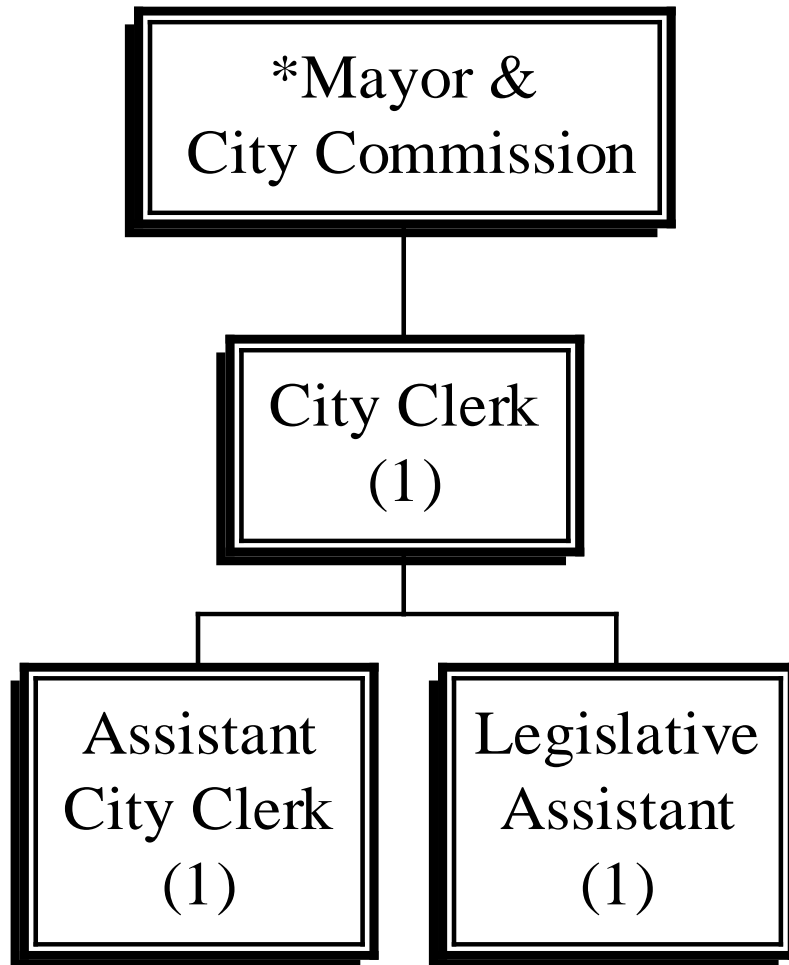 *Mayor &
City Commission
City Clerk
(1)
Assistant
City Clerk
(1)
Legislative
Assistant
(1)